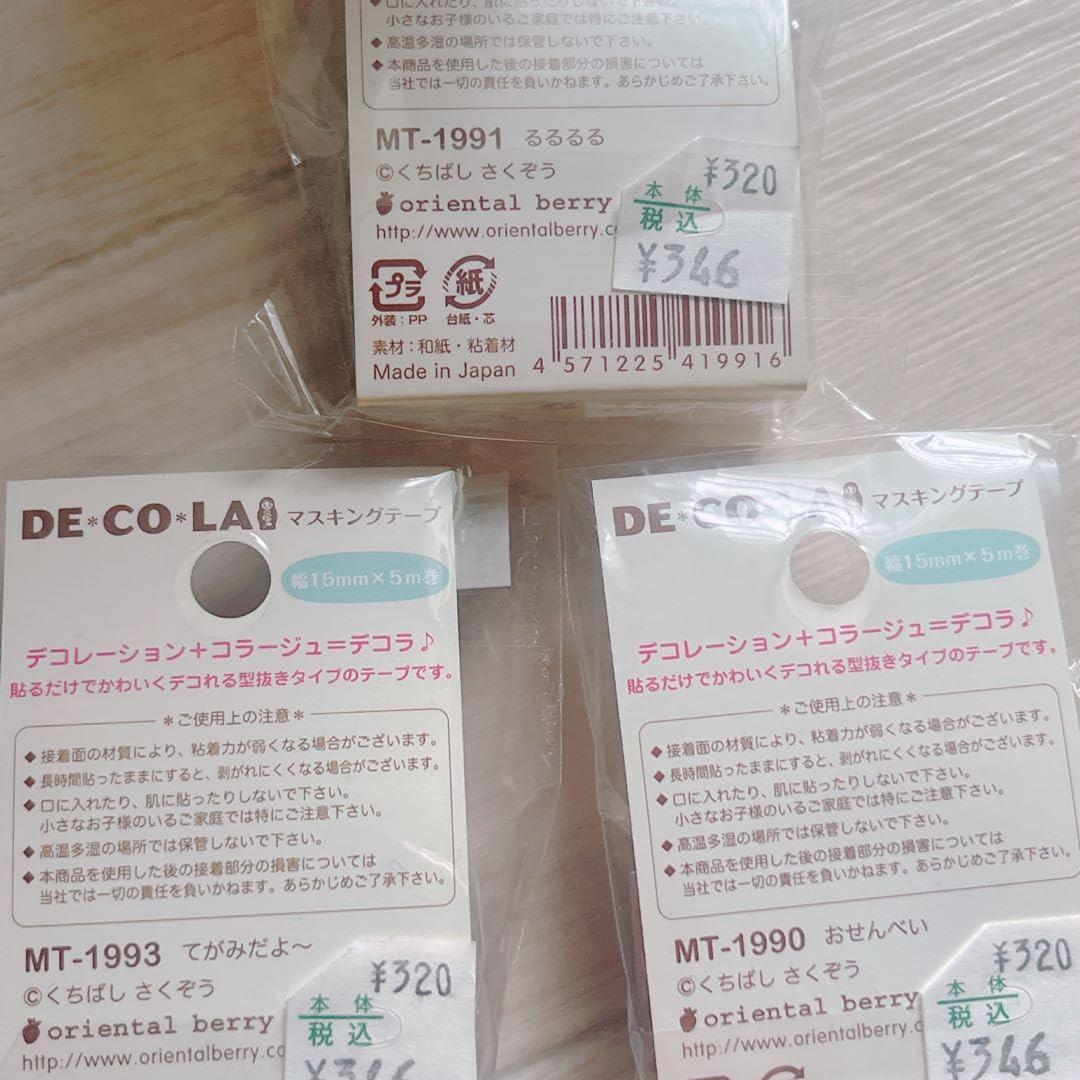 口に入れたり、肌に貼ったりしないで下さい。
小さなお子様のいるご家庭では特にご注意下さい。
◆高温多湿の場所では保管しないで下さい。
◆本商品を使用した後の接着部分の損害については
当社では一切の責任を負いかねます。あらかじめご了承下さい。
MT-1991 るるるる
©くちばし さくぞう
oriental berry
http://www.orientalberry.co
¥320
本体
税込
¥346
プラ
外装:PP
紙
台紙・芯
素材:和紙・粘着材
Made in Japan
4 571225 419916
DE*CO*LA マスキングテープ
幅15mm×5m巻
デコレーション+コラージュ=デコラ♪
貼るだけでかわいくデコれる型抜きタイプのテープです。
*ご使用上の注意*
◆接着面の材質により、粘着力が弱くなる場合がございます。
◆長時間貼ったままにすると、剥がれにくくなる場合がございます。
◆口に入れたり、肌に貼ったりしないで下さい。
小さなお子様のいるご家庭では特にご注意下さい。
◆高温多湿の場所では保管しないで下さい。
◆本商品を使用した後の接着部分の損害については
当社では一切の責任を負いかねます。あらかじめご了承下さい。
MT-1993 てがみだよ〜
©くちばし さくぞう
oriental berry
http://www.orientalberry.co
¥320
本体
税込
¥346
DE*CO*LA マスキングテープ
幅15mm×5m巻
デコレーション+コラージュ=デコラ♪
貼るだけでかわいくデコれる型抜きタイプのテープです。
*ご使用上の注意*
◆接着面の材質により、粘着力が弱くなる場合がございます。
◆長時間貼ったままにすると、剥がれにくくなる場合がございます。
◆口に入れたり、肌に貼ったりしないで下さい。
小さなお子様のいるご家庭では特にご注意下さい。
◆高温多湿の場所では保管しないで下さい。
◆本商品を使用した後の接着部分の損害については
当社では一切の責任を負いかねます。あらかじめご了承下さい。
MT-1990 おせんべい
©くちばし さくぞう
oriental berry
http://www.orientalberry.c
¥320
本体
税込
¥346